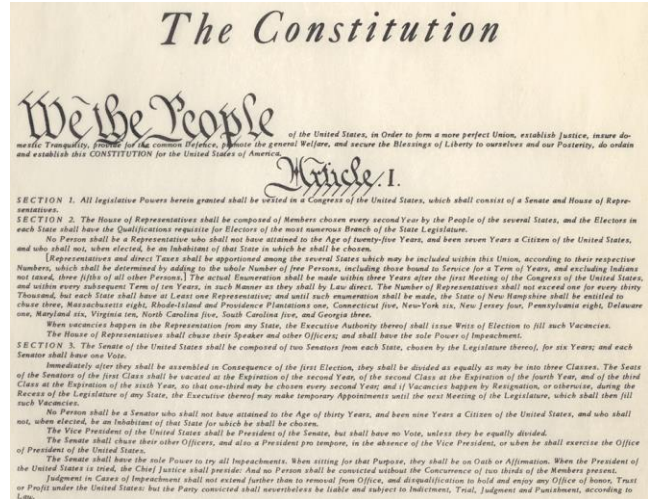 The Constitution
We the People
of the United States, in Order to form a more perfect Union, establish Justice, insure do-
mestic Tranquility, provide for the common Defence, promote the general Welfare, and secure the Blessings of Liberty to ourselves and our Posterity, do ordain
and establish this CONSTITUTION for the United States of America.
Article. I.
SECTION 1. All legislative Powers herein granted shall be vested in a Congress of the United States, which shall consist of a Senate and House of Repre-
sentatives.
SECTION 2. The House of Representatives shall be composed of Members chosen every second Year by the People of the several States, and the Electors in
each State shall have the Qualifications requisite for Electors of the most numerous Branch of the State Legislature.
No Person shall be a Representative who shall not have attained to the Age of twenty-five Years, and been seven Years a Citizen of the United States,
and who shall not, when elected, be an Inhabitant of that State in which he shall be chosen.
[Representatives and direct Taxes shall be apportioned among the several States which may be included within this Union, according to their respective
Numbers, which shall be determined by adding to the whole Number of free Persons, including those bound to Service for a Term of Years, and excluding Indians
not taxed, three fifths of all other Persons.] The actual Enumeration shall be made within three Years after the first Meeting of the Congress of the United States,
and within every subsequent Term of ten Years, in such Manner as they shall by Law direct. The Number of Representatives shall not exceed one for every thirty
Thousand, but each State shall have at Least one Representative; and until such enumeration shall be made, the State of New Hampshire shall be entitled to
chuse three, Massachusetts eight, Rhode-Island and Providence Plantations one, Connecticut five, New-York six, New Jersey four, Pennsylvania eight, Delaware
one, Maryland six, Virginia ten, North Carolina five, South Carolina five, and Georgia three.
When vacancies happen in the Representation from any State, the Executive Authority thereof shall issue Writs of Election to fill such Vacancies.
The House of Representatives shall chuse their Speaker and other Officers; and shall have the sole Power of Impeachment.
SECTION 3. The Senate of the United States shall be composed of two Senators from each State, chosen by the Legislature thereof, for six Years; and each
Senator shall have one Vote.
Immediately after they shall be assembled in Consequence of the first Election, they shall be divided as equally as may be into three Classes. The Seats
of the Senators of the first Class shall be vacated at the Expiration of the second Year, of the second Class at the Expiration of the fourth Year, and of the third
Class at the Expiration of the sixth Year, so that one-third may be chosen every second Year; and if Vacancies happen by Resignation, or otherwise, during the
Recess of the Legislature of any State, the Executive thereof may make temporary Appointments until the next Meeting of the Legislature, which shall then fill
such Vacancies.
No Person shall be a Senator who shall not have attained to the Age of thirty Years, and been nine Years a Citizen of the United States, and who shall
not, when elected, be an Inhabitant of that State for which he shall be chosen.
The Vice President of the United States shall be President of the Senate, but shall have no Vote, unless they be equally divided.
The Senate shall chuse their other Officers, and also a President pro tempore, in the absence of the Vice President, or when he shall exercise the Office
of President of the United States.
The Senate shall have the sole Power to try all Impeachments. When sitting for that Purpose, they shall be on Oath or Affirmation. When the President of
the United States is tried, the Chief Justice shall preside: And no Person shall be convicted without the Concurrence of two thirds of the Members present.
Judgment in Cases of Impeachment shall not extend further than to removal from Office, and disqualification to hold and enjoy any Office of honor, Trust
or Profit under the United States: but the Party convicted shall nevertheless be liable and subject to Indictment, Trial, Judgment and Punishment, according to
Law.